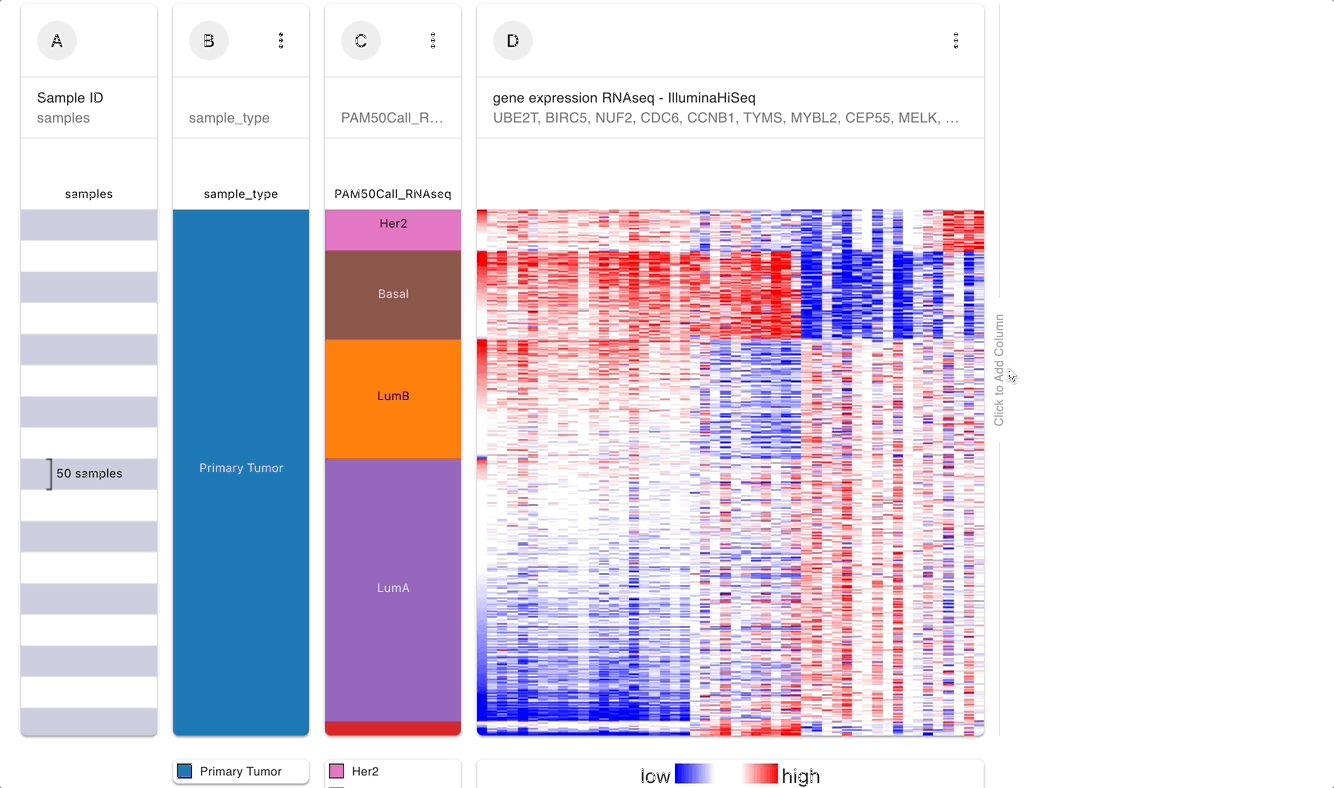 A
B
C
D
Sample ID
samples
sample_type
PAM50Call_R…
gene expression RNAseq - IlluminaHiSeq
UBE2T, BIRC5, NUF2, CDC6, CCNB1, TYMS, MYBL2, CEP55, MELK, …
samples
sample_type
PAM50Call_RNAseq
Her2
Basal
LumB
50 samples
Primary Tumor
LumA
Click to Add Column
Primary Tumor
Her2
low
high